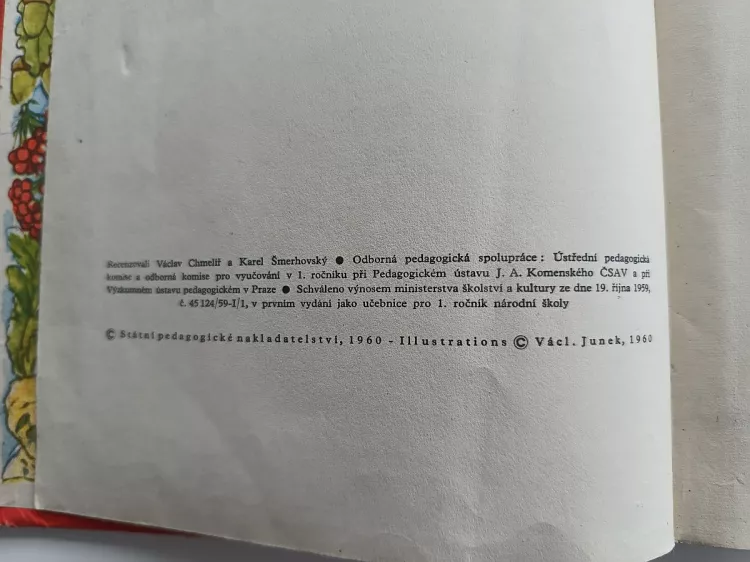 Recenzovali Václav Chmelíř a Karel Šmerhovský ● Odborná pedagogická spolupráce: Ústřední pedagogická
komise a odborná komise pro vyučování v 1. ročníku při Pedagogickém ústavu J. A. Komenského ČSAV a při
Výzkumném ústavu pedagogickém v Praze ● Schváleno výnosem ministerstva školství a kultury ze dne 19. října 1959,
č. 45 124/59-I/1, v prvním vydání jako učebnice pro 1. ročník národní školy
© Státní pedagogické nakladatelství, 1960 - Illustrations © Václ. Junek, 1960